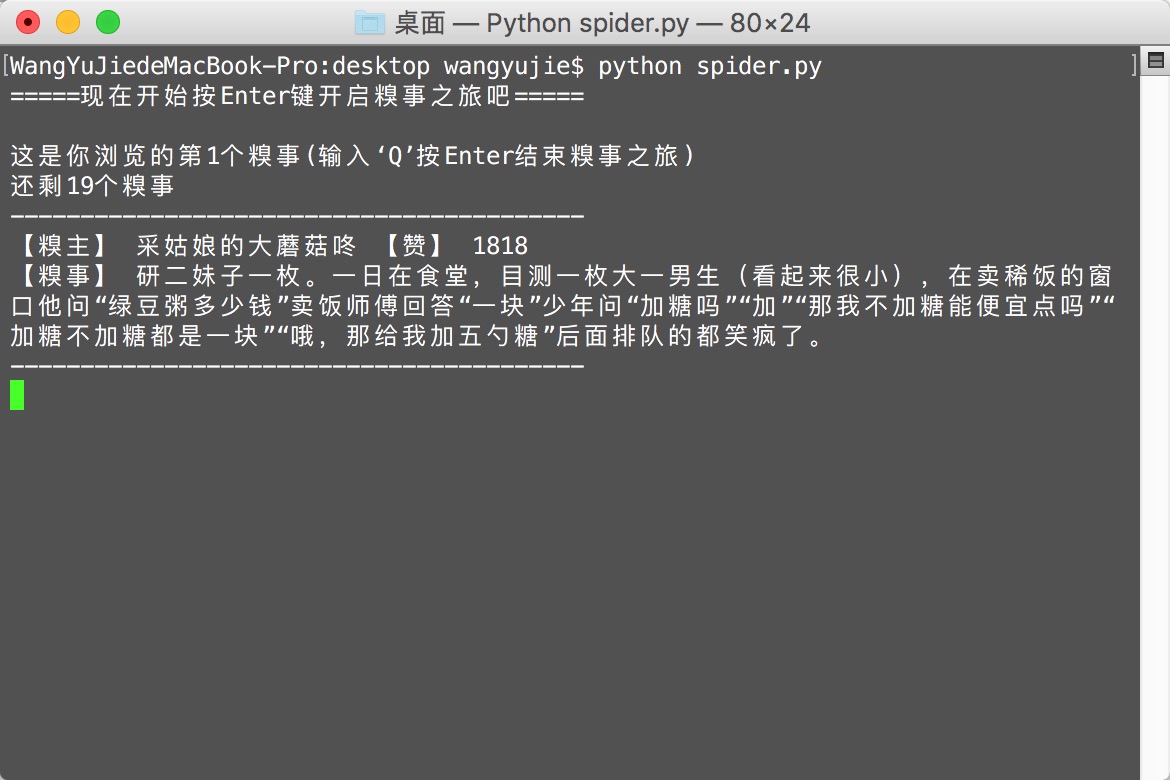 桌面 — Python spider.py — 80×24
[WangYuJiedeMacBook-Pro:desktop wangyujie$ python spider.py ]
=====现在开始按Enter键开启糗事之旅吧=====
这是你浏览的第1个糗事(输入‘Q’按Enter结束糗事之旅)
还剩19个糗事
-----------------------------------------
【糗主】 采姑娘的大蘑菇咚 【赞】 1818
【糗事】 研二妹子一枚。一日在食堂，目测一枚大一男生（看起来很小），在卖稀饭的窗
口他问“绿豆粥多少钱”卖饭师傅回答“一块”少年问“加糖吗”“加”“那我不加糖能便宜点吗”“
加糖不加糖都是一块”“哦，那给我加五勺糖”后面排队的都笑疯了。
-----------------------------------------